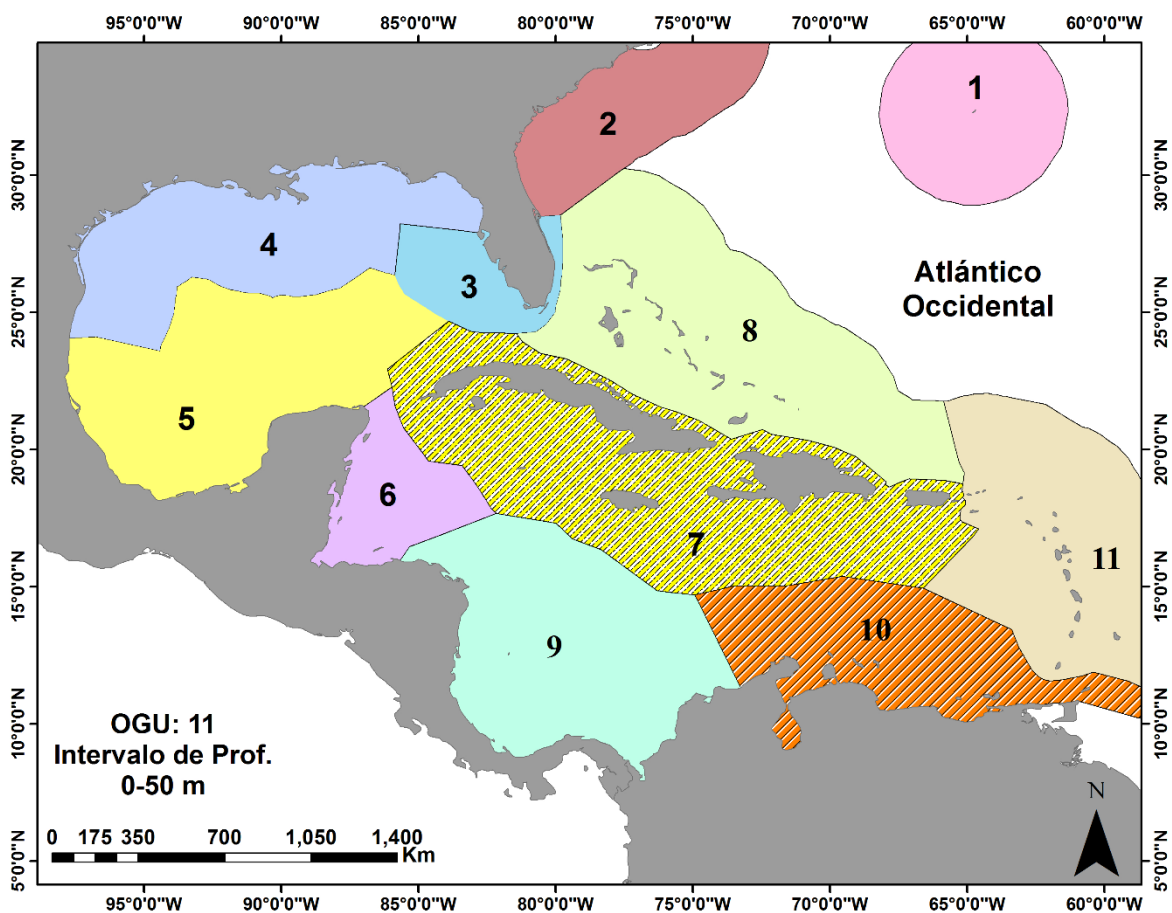 95°0'0"W 90°0'0"W 85°0'0"W 80°0'0"W 75°0'0"W 70°0'0"W 65°0'0"W 60°0'0"W
1
2
30°0'0"N 30°0'0"N
4
3
Atlántico
Occidental
25°0'0"N 25°0'0"N
8
5
20°0'0"N 20°0'0"N
6
7
11
15°0'0"N 15°0'0"N
10
9
10°0'0"N 10°0'0"N
OGU: 11
Intervalo de Prof.
0-50 m
N
0 175 350 700 1,050 1,400
Km
5°0'0"N 5°0'0"N
95°0'0"W 90°0'0"W 85°0'0"W 80°0'0"W 75°0'0"W 70°0'0"W 65°0'0"W 60°0'0"W